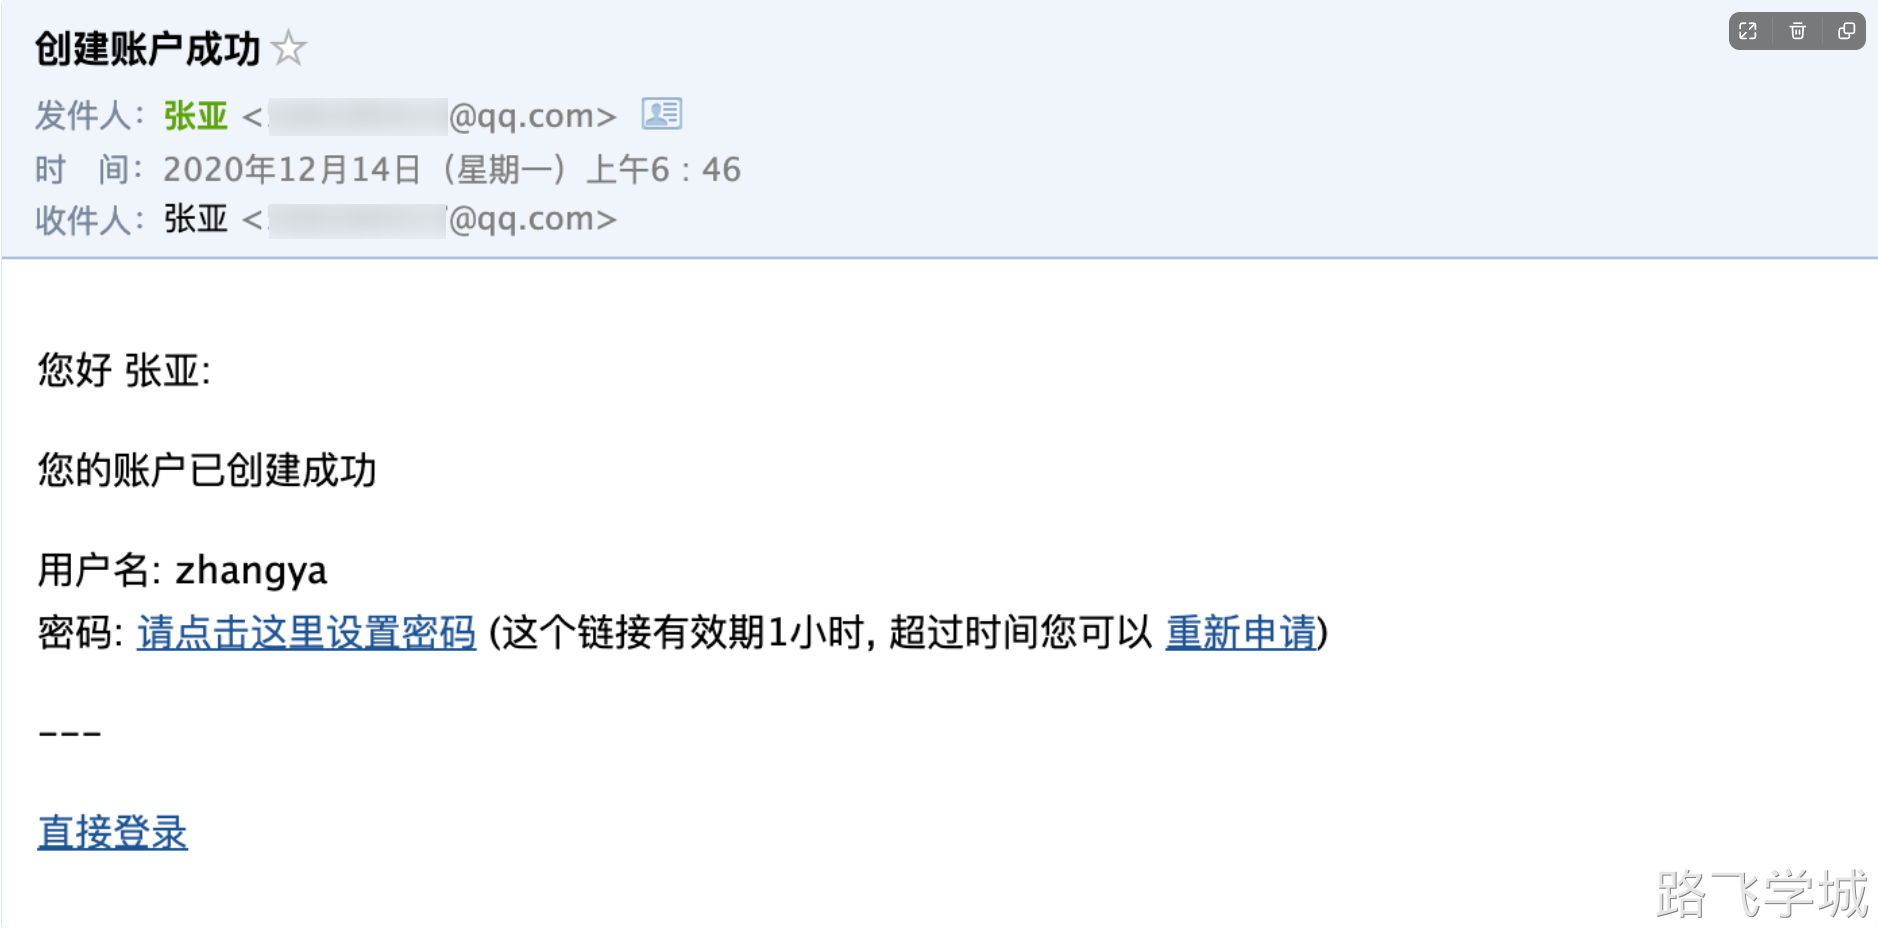 创建账户成功
发件人：张亚 < @qq.com>
时 间：2020年12月14日（星期一）上午6：46
收件人：张亚 < @qq.com>
您好 张亚:
您的账户已创建成功
用户名: zhangya
密码: 请点击这里设置密码 (这个链接有效期1小时, 超过时间您可以 重新申请)
---
直接登录
路飞学城